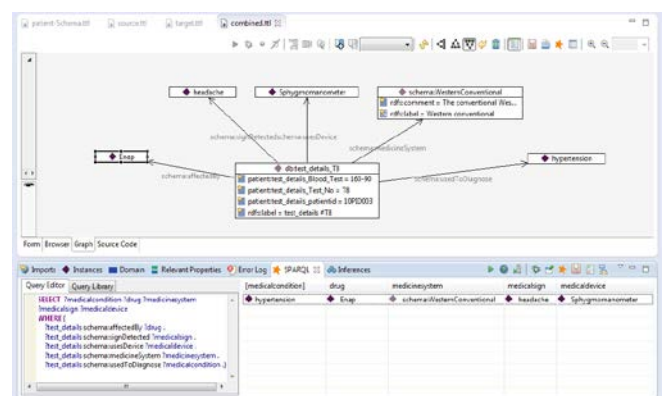 patient-Schema.ttl source.ttl target.ttl combined.ttl
headache
Sphygmomanometer
schema:WesternConventional
rdfs:comment = The conventional Wes...
rdfs:label = Western conventional
schema:signDetected schema:usesDevice
schema:medicineSystem
Enap
hypertension
schema:affectedBy
schema:usedToDiagnose
db:test_details_T8
patient:test_details_Blood_Test = 160-90
patient:test_details_Test_No = T8
patient:test_details_patientid = 10PID003
rdfs:label = test_details #T8
Form Browser Graph Source Code
Imports Instances Domain Relevant Properties Error Log SPARQL Inferences
Query Editor Query Library
SELECT ?medicalcondition ?drug ?medicinesystem
?medicalsign ?medicaldevice
WHERE {
?test_details schema:affectedBy ?drug .
?test_details schema:signDetected ?medicalsign .
?test_details schema:usesDevice ?medicaldevice .
?test_details schema:medicineSystem ?medicinesystem .
?test_details schema:usedToDiagnose ?medicalcondition .}
[medicalcondition] drug medicinesystem medicalsign medicaldevice
hypertension Enap schema:WesternConventional headache Sphygmomanometer